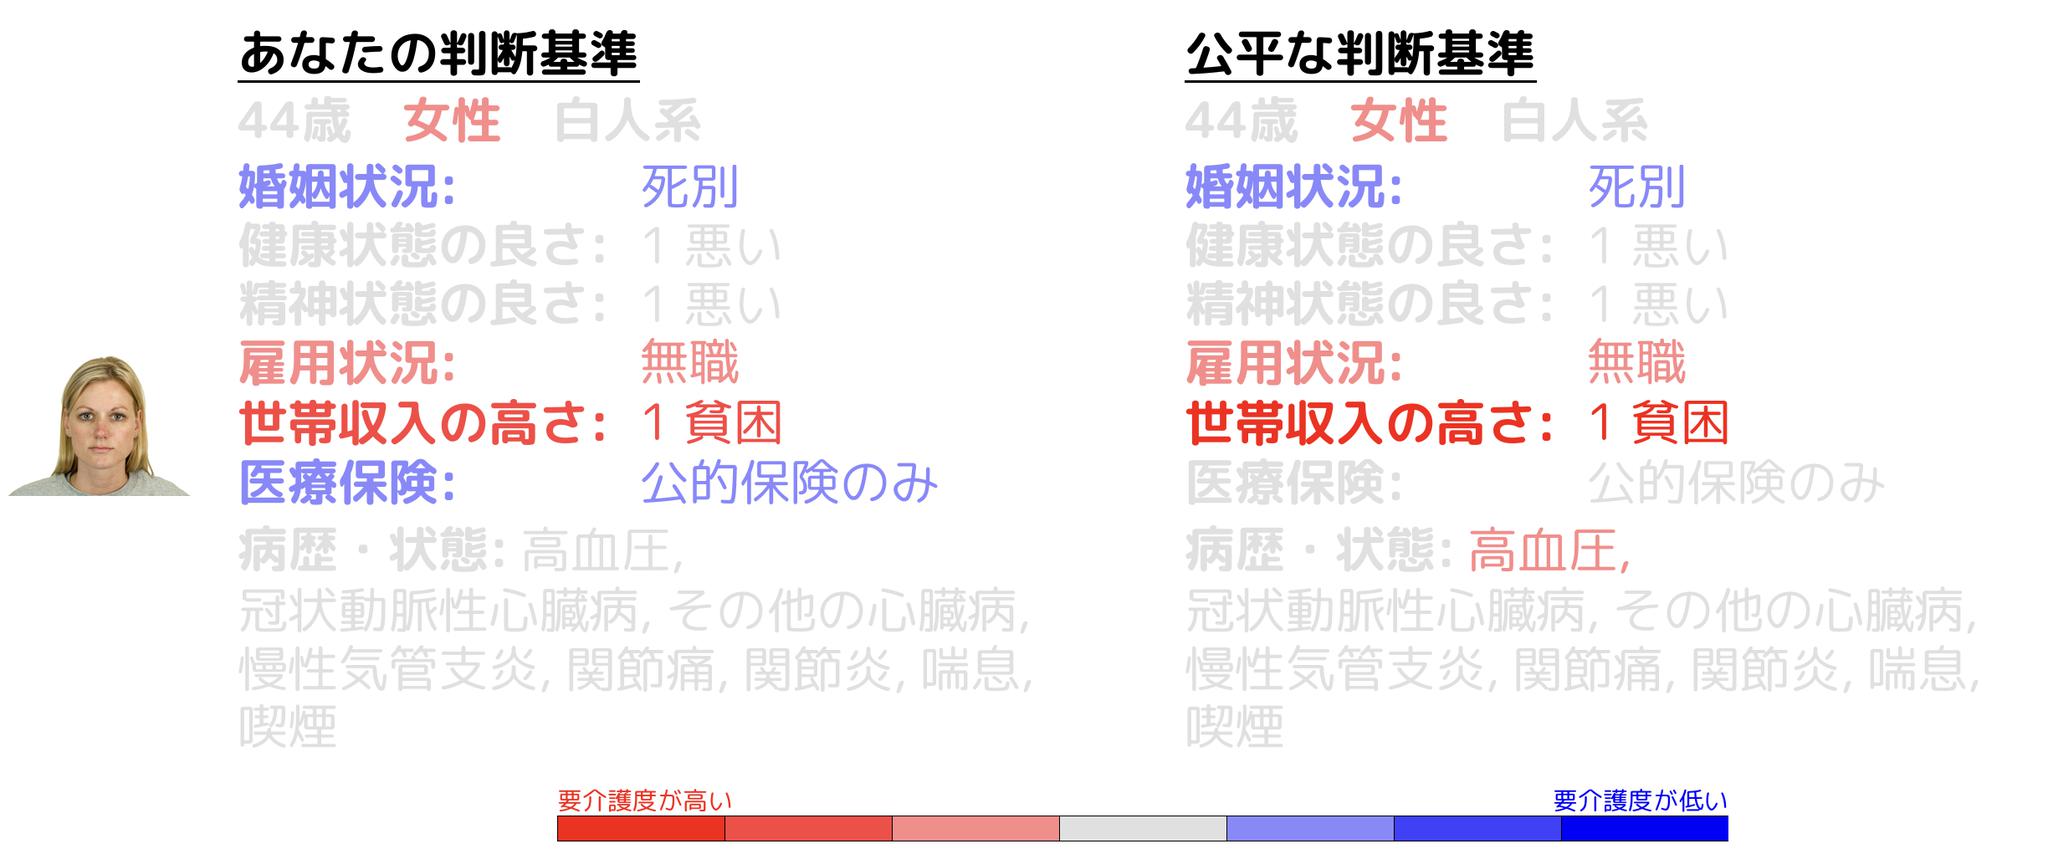 あなたの判断基準
44歳 女性 白人系
婚姻状況: 死別
健康状態の良さ: 1 悪い
精神状態の良さ: 1 悪い
雇用状況: 無職
世帯収入の高さ: 1 貧困
医療保険: 公的保険のみ
病歴・状態: 高血圧,
冠状動脈性心臓病, その他の心臓病,
慢性気管支炎, 関節痛, 関節炎, 喘息,
喫煙
公平な判断基準
44歳 女性 白人系
婚姻状況: 死別
健康状態の良さ: 1 悪い
精神状態の良さ: 1 悪い
雇用状況: 無職
世帯収入の高さ: 1 貧困
医療保険: 公的保険のみ
病歴・状態: 高血圧,
冠状動脈性心臓病, その他の心臓病,
慢性気管支炎, 関節痛, 関節炎, 喘息,
喫煙
要介護度が高い
要介護度が低い